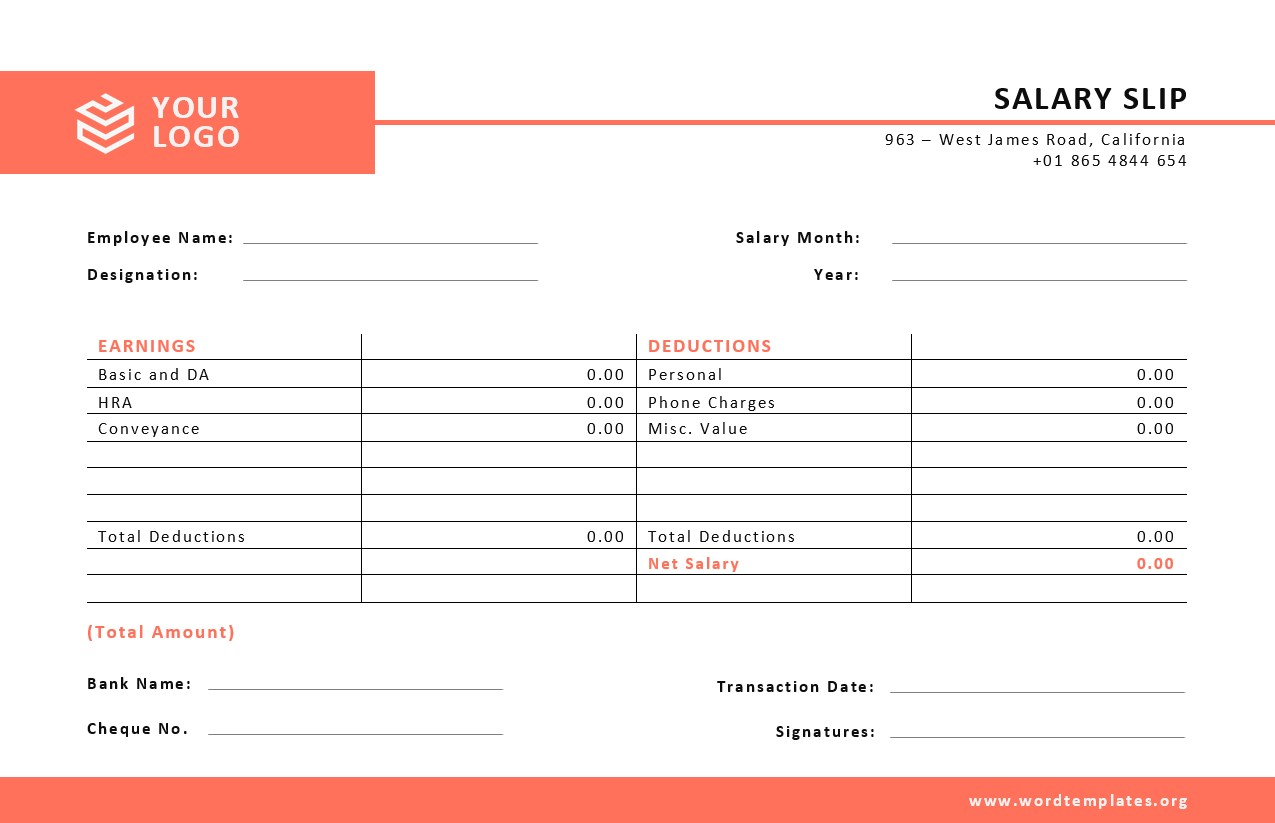 YOUR
LOGO
SALARY SLIP
963 – West James Road, California
+01 865 4844 654
Employee Name: Salary Month:
Designation: Year:
EARNINGS DEDUCTIONS
Basic and DA 0.00 Personal 0.00
HRA 0.00 Phone Charges 0.00
Conveyance 0.00 Misc. Value 0.00
Total Deductions 0.00 Total Deductions 0.00
Net Salary 0.00
(Total Amount)
Bank Name: Transaction Date:
Cheque No. Signatures:
www.wordtemplates.org